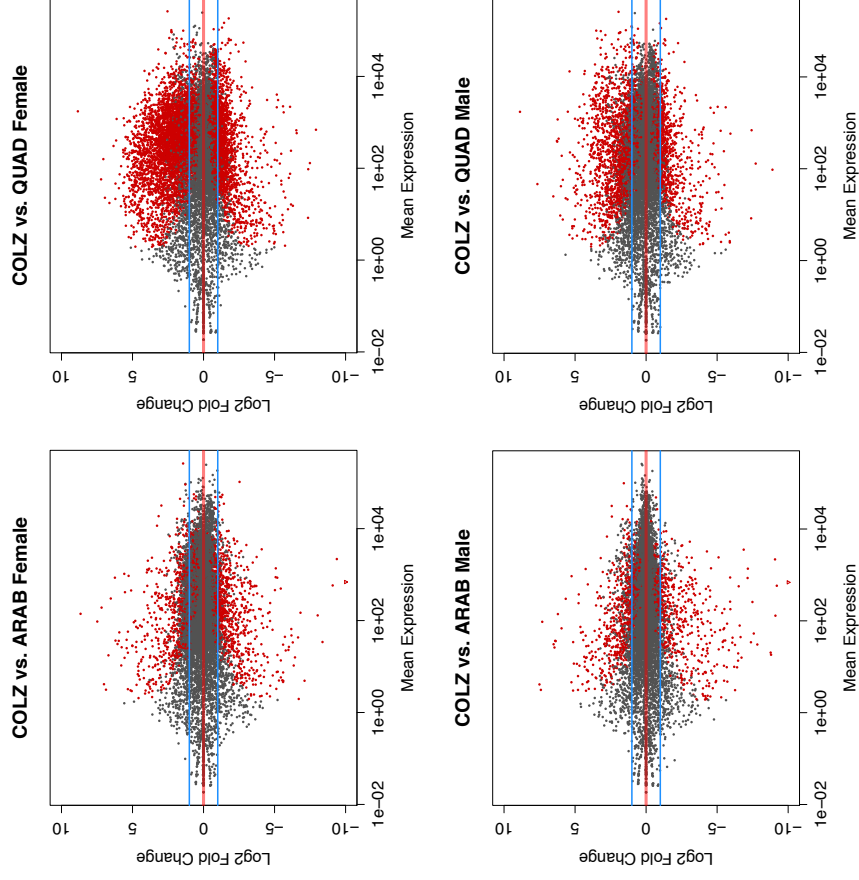 COLZ vs. ARAB Female
Log2 Fold Change
10
5
0
−5
−10
1e−02
1e+00
1e+02
1e+04
Mean Expression
COLZ vs. QUAD Female
Log2 Fold Change
10
5
0
−5
−10
1e−02
1e+00
1e+02
1e+04
Mean Expression
COLZ vs. ARAB Male
Log2 Fold Change
10
5
0
−5
−10
1e−02
1e+00
1e+02
1e+04
Mean Expression
COLZ vs. QUAD Male
Log2 Fold Change
10
5
0
−5
−10
1e−02
1e+00
1e+02
1e+04
Mean Expression